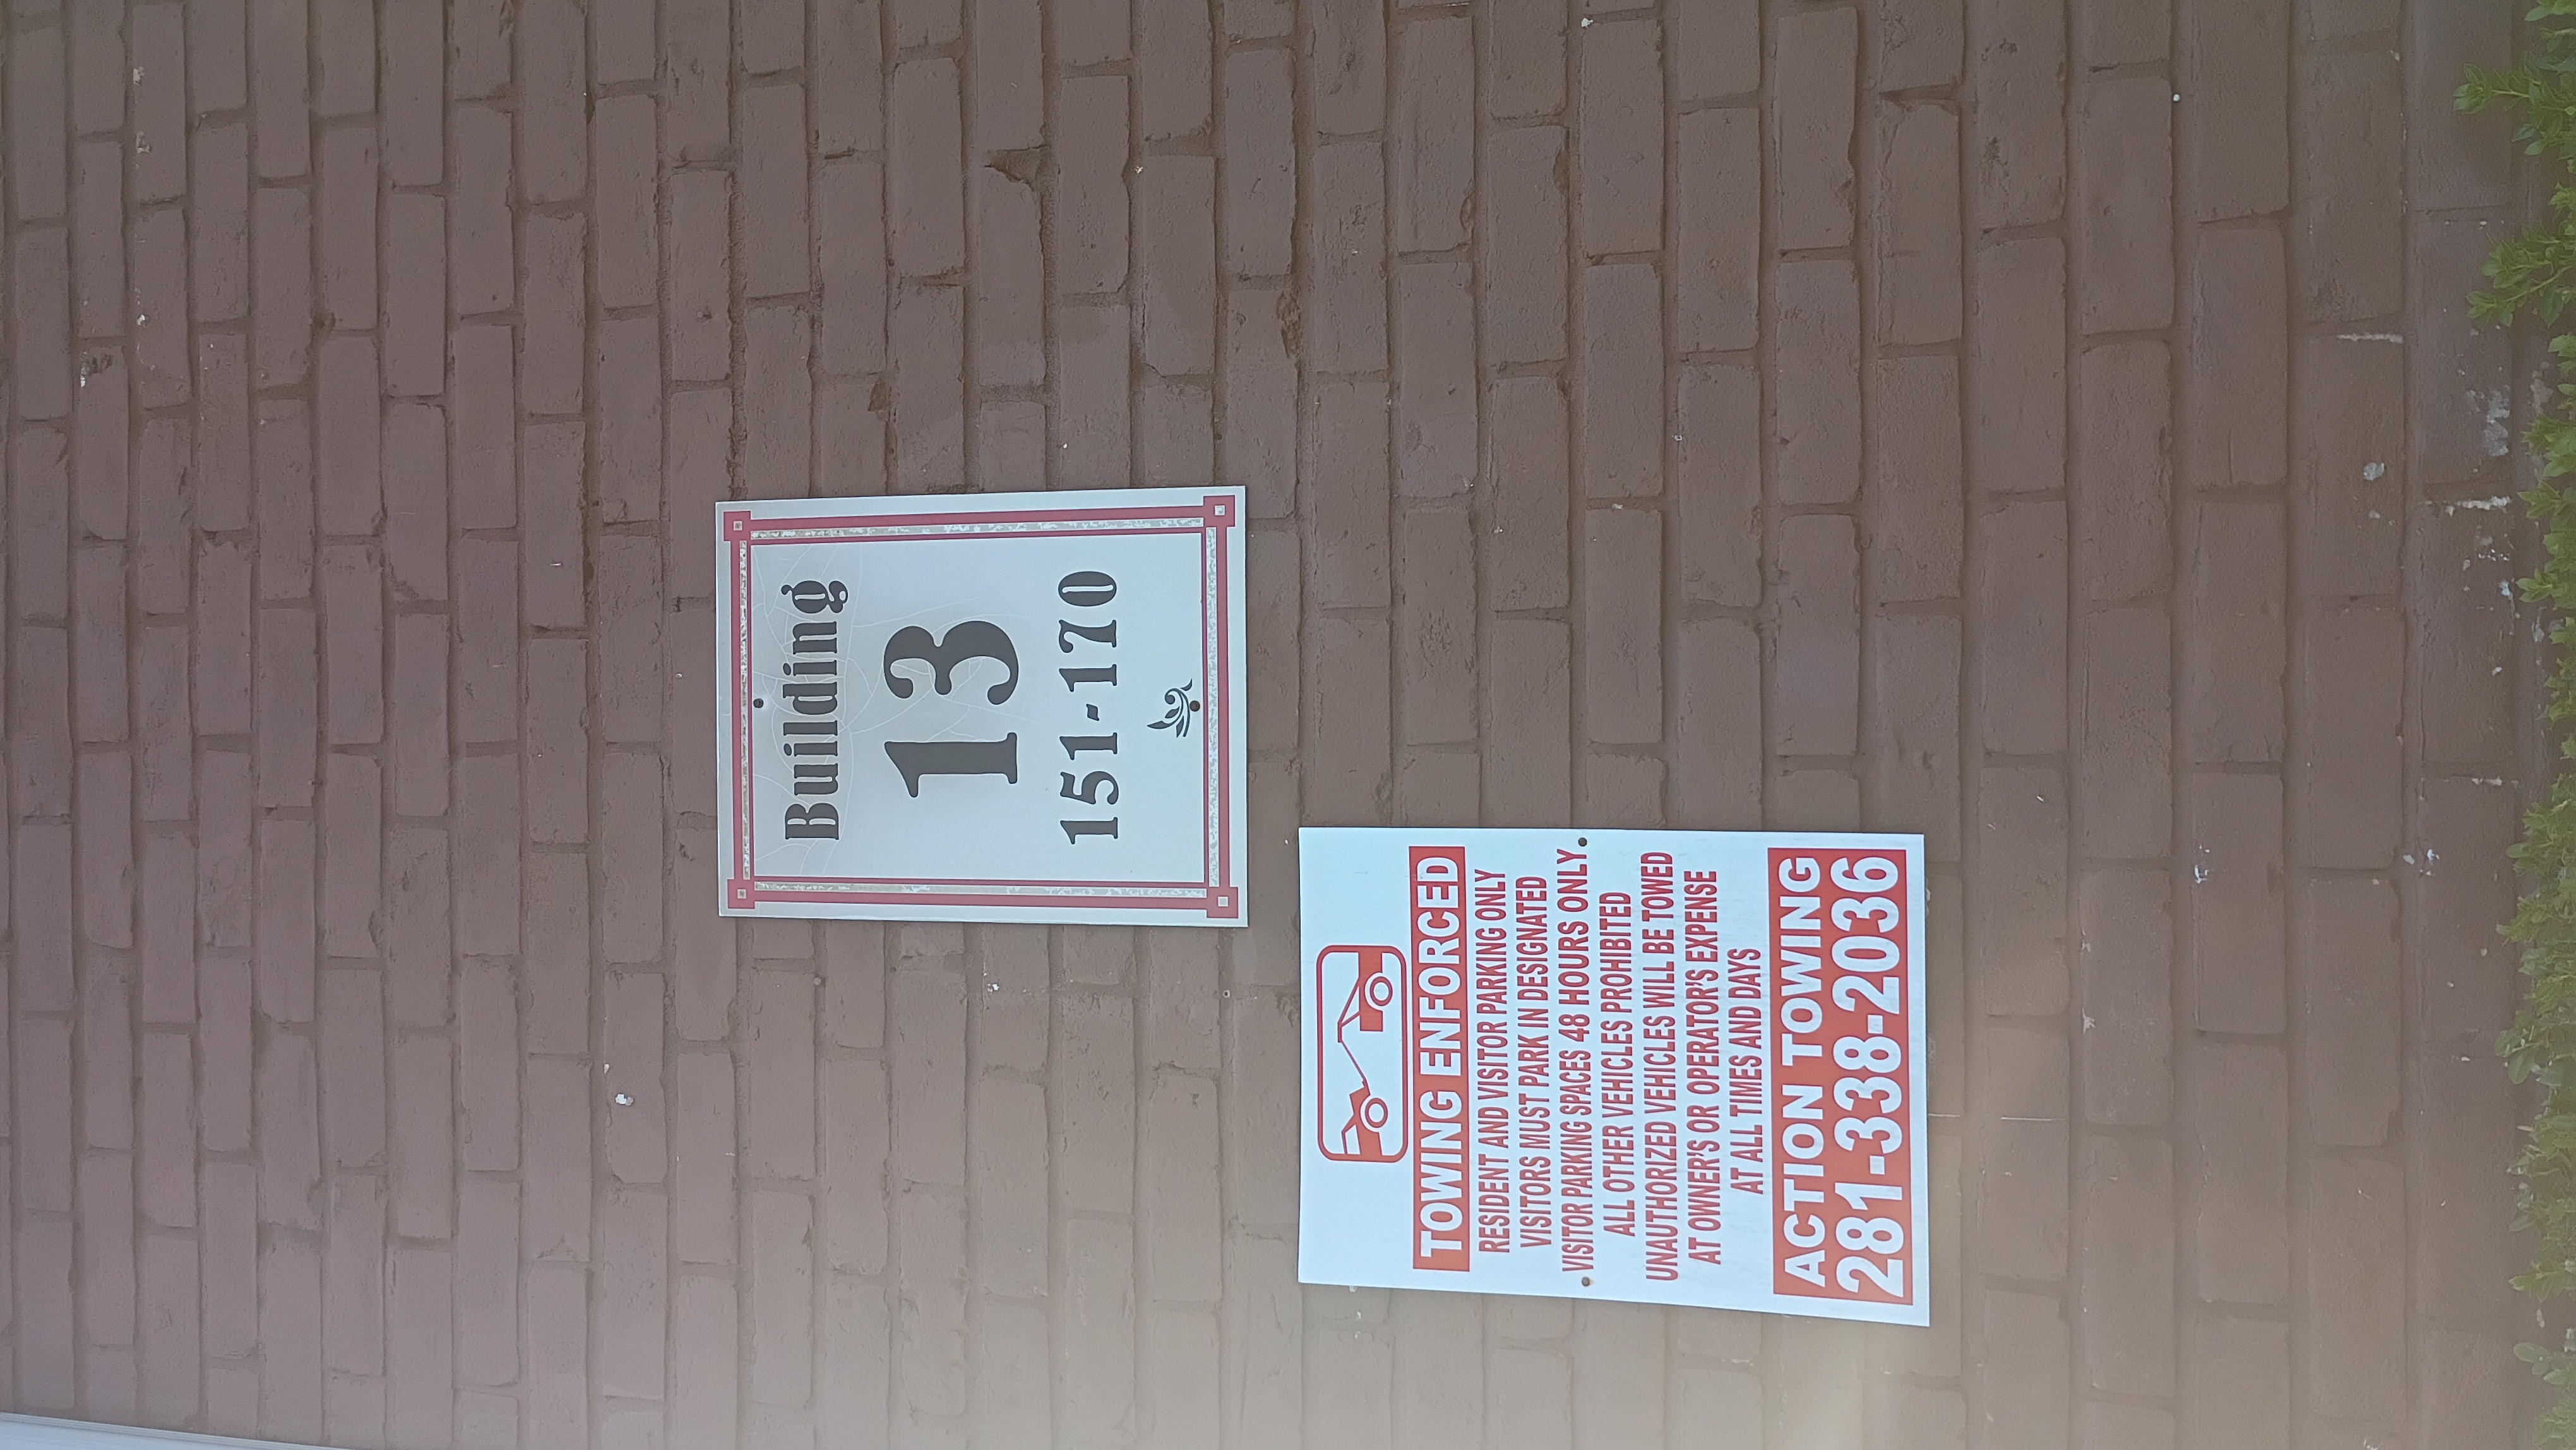 Building
13
151-170
TOWING ENFORCED
RESIDENT AND VISITOR PARKING ONLY
VISITORS MUST PARK IN DESIGNATED
VISITOR PARKING SPACES 48 HOURS ONLY.
ALL OTHER VEHICLES PROHIBITED
UNAUTHORIZED VEHICLES WILL BE TOWED
AT OWNER'S OR OPERATOR'S EXPENSE
AT ALL TIMES AND DAYS
ACTION TOWING
281-338-2036